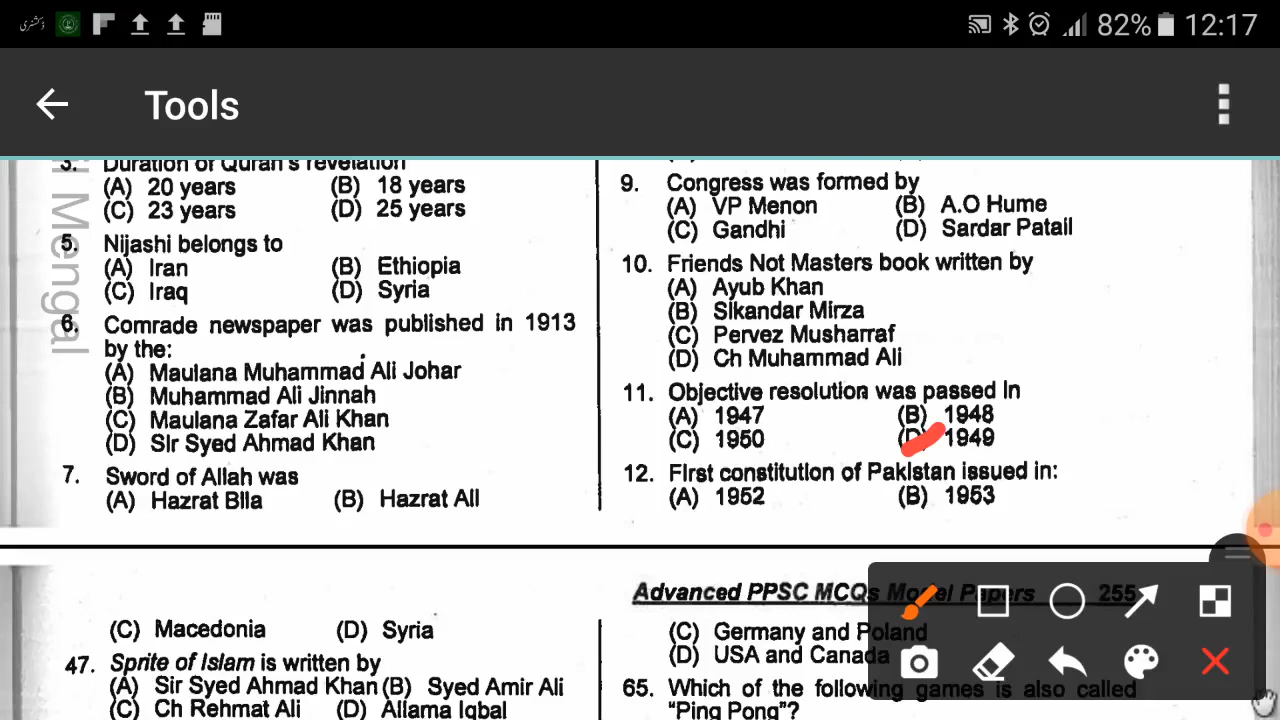 ڈکشنری
82% 12:17
Tools
l Mengal
3. Duration of Quran's revelation
(A) 20 years (B) 18 years
(C) 23 years (D) 25 years
5. Nijashi belongs to
(A) Iran (B) Ethiopia
(C) Iraq (D) Syria
6. Comrade newspaper was published in 1913
by the:
(A) Maulana Muhammad Ali Johar
(B) Muhammad Ali Jinnah
(C) Maulana Zafar Ali Khan
(D) Sir Syed Ahmad Khan
7. Sword of Allah was
(A) Hazrat Bila (B) Hazrat Ali
9. Congress was formed by
(A) VP Menon (B) A.O Hume
(C) Gandhi (D) Sardar Patail
10. Friends Not Masters book written by
(A) Ayub Khan
(B) Sikandar Mirza
(C) Pervez Musharraf
(D) Ch Muhammad Ali
11. Objective resolution was passed in
(A) 1947 (B) 1948
(C) 1950 (D) 1949
12. First constitution of Pakistan issued in:
(A) 1952 (B) 1953
(C) Macedonia (D) Syria
47. Sprite of Islam is written by
(A) Sir Syed Ahmad Khan (B) Syed Amir Ali
(C) Ch Rehmat Ali (D) Allama Iqbal
Advanced PPSC MCQs Model Papers 255
(C) Germany and Poland
(D) USA and Canada
65. Which of the following games is also called
"Ping Pong"?